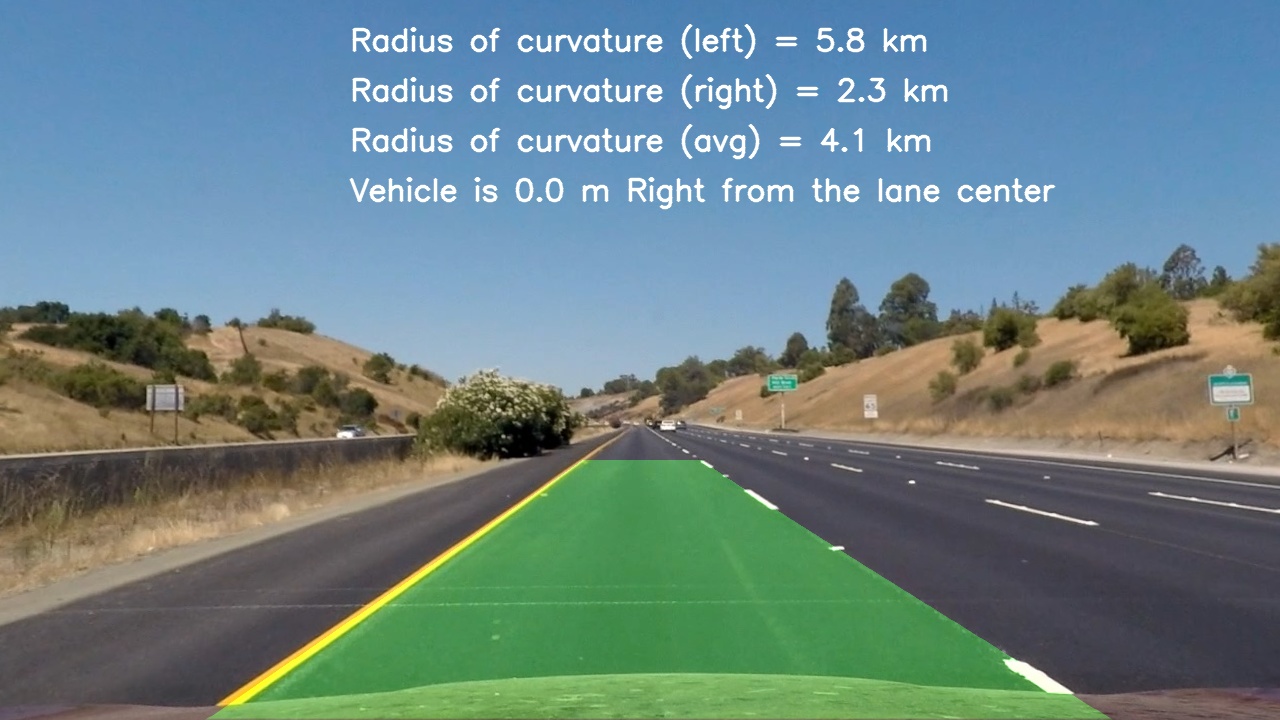 Radius of curvature (left) = 5.8 km
Radius of curvature (right) = 2.3 km
Radius of curvature (avg) = 4.1 km
Vehicle is 0.0 m Right from the lane center